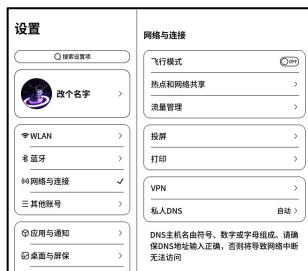 设置
搜索设置项
改个名字
WLAN
蓝牙
网络与连接
其他账号
应用与通知
桌面与屏保
网络与连接
飞行模式
OFF
热点和网络共享
流量管理
投屏
打印
VPN
私人DNS
自动
DNS主机名由符号、数字或字母组成。请确
保DNS地址输入正确，否则将导致网络中断
无法访问